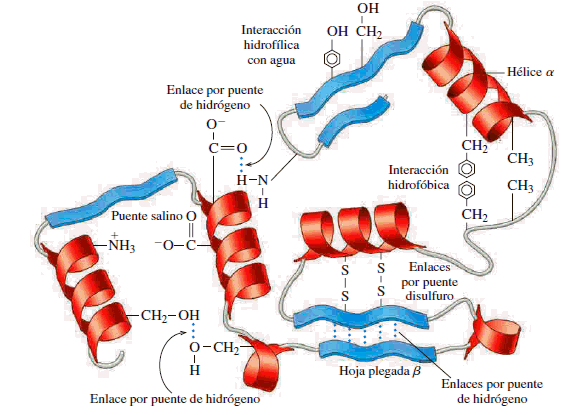 OH
Interacción
hidrofílica
con agua
OH CH2
Hélice α
Enlace por puente
de hidrógeno
O−
C=O
H−N
H
CH2
CH3
Interacción
hidrofóbica
CH3
CH2
Puente salino
O
+
NH3
−O−C
S S
S S
Enlaces
por puente
disulfuro
CH2−OH
O−CH2
H
Hoja plegada β
Enlaces por puente
de hidrógeno
Enlace por puente de hidrógeno